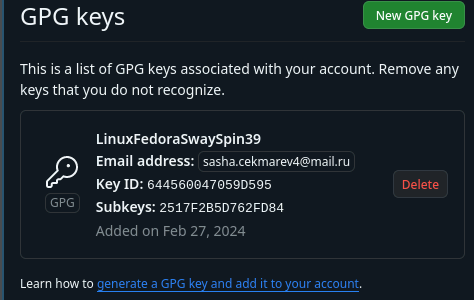 GPG keys
New GPG key
This is a list of GPG keys associated with your account. Remove any
keys that you do not recognize.
LinuxFedoraSwaySpin39
Email address: sasha.cekmarev4@mail.ru
Key ID: 644560047059D595
GPG
Subkeys: 2517F2B5D762FD84
Delete
Added on Feb 27, 2024
Learn how to generate a GPG key and add it to your account.